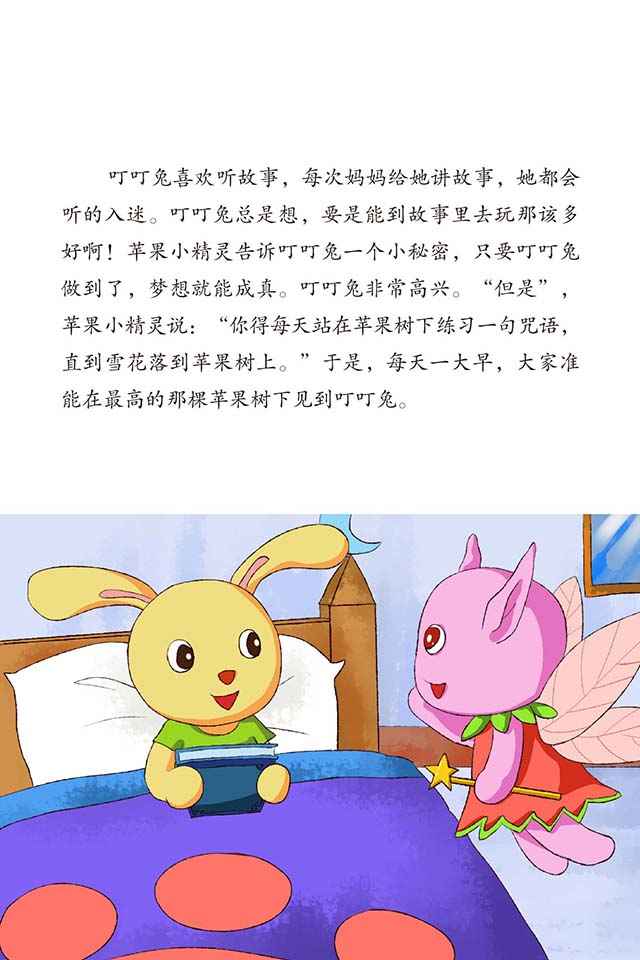 叮叮兔喜欢听故事，每次妈妈给她讲故事，她都会
听的入迷。叮叮兔总是想，要是能到故事里去玩那该多
好啊！苹果小精灵告诉叮叮兔一个小秘密，只要叮叮兔
做到了，梦想就能成真。叮叮兔非常高兴。“但是”，
苹果小精灵说：“你得每天站在苹果树下练习一句咒语，
直到雪花落到苹果树上。”于是，每天一大早，大家准
能在最高的那棵苹果树下见到叮叮兔。